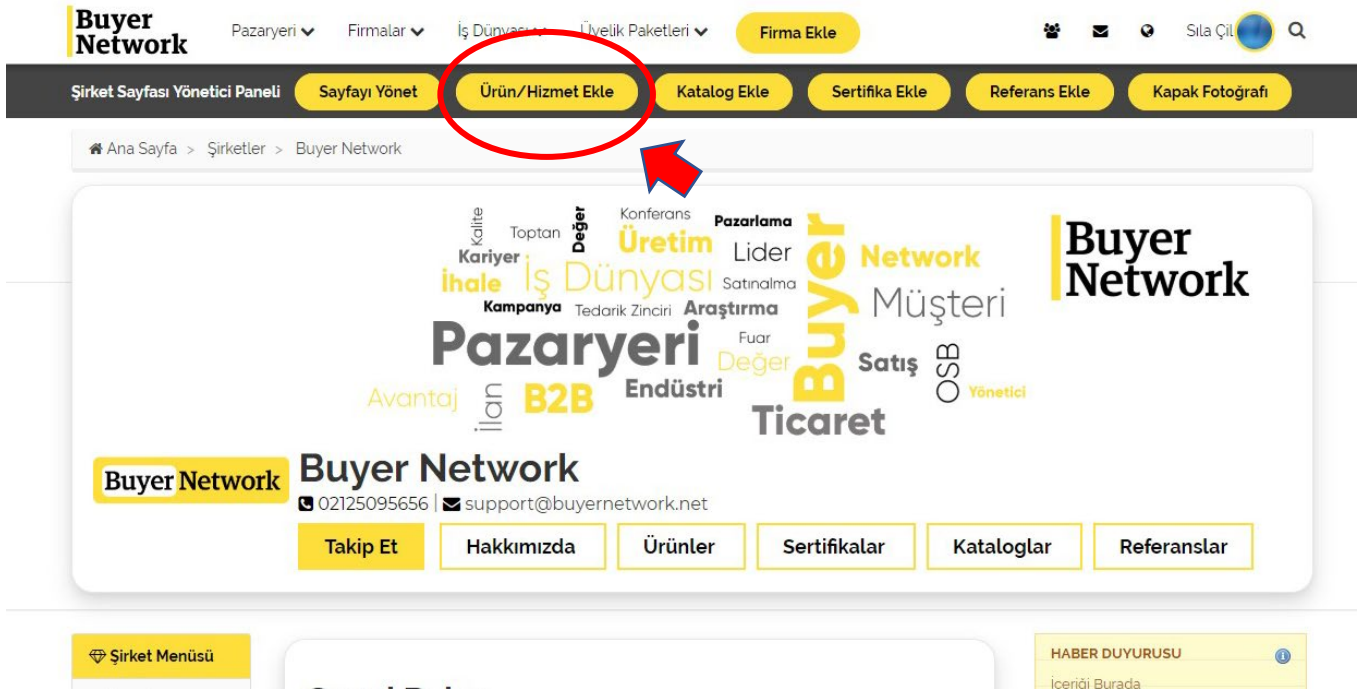 Buyer
Network
Pazaryeri
Firmalar
İş Dünyası
Üyelik Paketleri
Firma Ekle
Sıla Çil
Şirket Sayfası Yönetici Paneli
Sayfayı Yönet
Ürün/Hizmet Ekle
Katalog Ekle
Sertifika Ekle
Referans Ekle
Kapak Fotoğrafı
Ana Sayfa > Şirketler > Buyer Network
Kalite
Toptan
Değer
Konferans
Pazarlama
Kariyer
Üretim
Lider
Buyer
Network
İhale
İş Dünyası
Satınalma
Müşteri
Kampanya
Tedarik Zinciri
Araştırma
Pazaryeri
Fuar
Değer
Satış
OSB
Yönetici
Avantaj
İlan
B2B
Endüstri
Ticaret
Buyer
Network
Buyer Network
Buyer Network
02125095656 | support@buyernetwork.net
Takip Et
Hakkımızda
Ürünler
Sertifikalar
Kataloglar
Referanslar
Şirket Menüsü
HABER DUYURUSU
İçeriği Burada